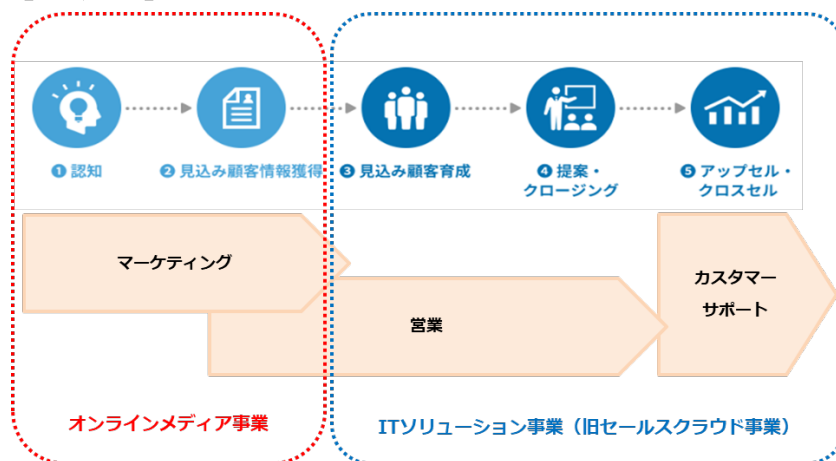 ❶ 認知
❷ 見込み顧客情報獲得
❸ 見込み顧客育成
❹ 提案・
クロージング
❺ アップセル・
クロスセル
マーケティング
営業
カスタマー
サポート
オンラインメディア事業
ITソリューション事業（旧セールスクラウド事業）